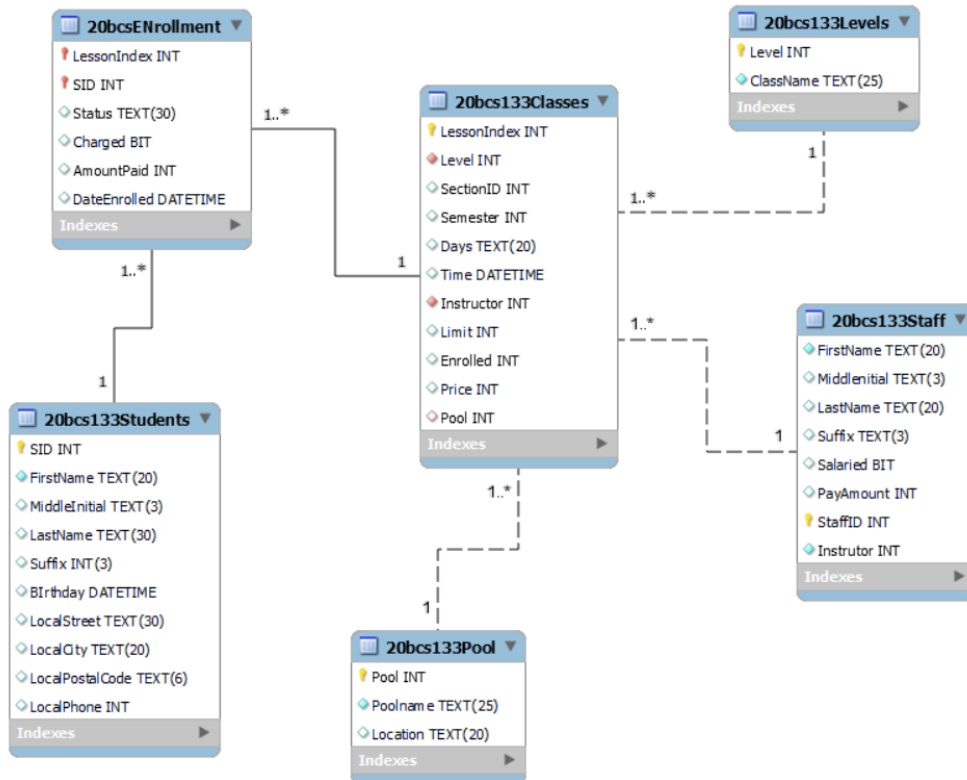 20bcsENrollment
LessonIndex INT
SID INT
Status TEXT(30)
Charged BIT
AmountPaid INT
DateEnrolled DATETIME
Indexes
1..*
1..*
1
1
20bcs133Students
SID INT
FirstName TEXT(20)
MiddleInitial TEXT(3)
LastName TEXT(30)
Suffix INT(3)
BIrthday DATETIME
LocalStreet TEXT(30)
LocalCity TEXT(20)
LocalPostalCode TEXT(6)
LocalPhone INT
Indexes
20bcs133Classes
LessonIndex INT
Level INT
SectionID INT
Semester INT
Days TEXT(20)
Time DATETIME
Instructor INT
Limit INT
Enrolled INT
Price INT
Pool INT
Indexes
1..*
1
20bcs133Pool
Pool INT
Poolname TEXT(25)
Location TEXT(20)
Indexes
20bcs133Levels
Level INT
ClassName TEXT(25)
Indexes
1
1..*
1..*
1
20bcs133Staff
FirstName TEXT(20)
Middlenitial TEXT(3)
LastName TEXT(20)
Suffix TEXT(3)
Salaried BIT
PayAmount INT
StaffID INT
Instrutor INT
Indexes